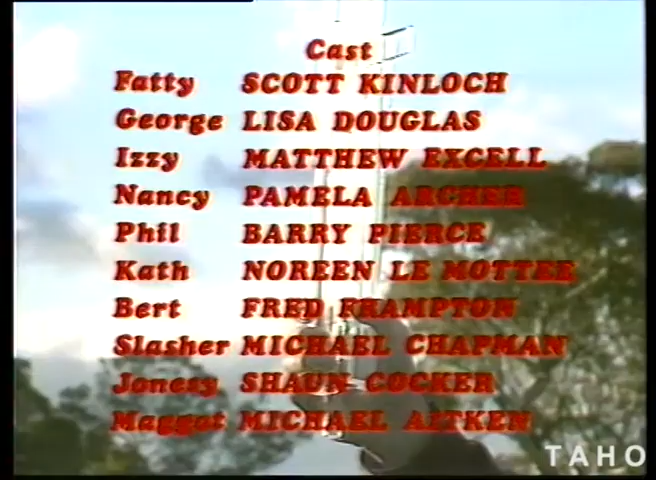 Cast
Fatty SCOTT KINLOCH
George LISA DOUGLAS
Izzy MATTHEW EXCELL
Nancy PAMELA ARCHER
Phil BARRY PIERCE
Kath NOREEN LE MOTTEE
Bert FRED FRAMPTON
Slasher MICHAEL CHAPMAN
Jonesy SHAUN COCKER
Maggot MICHAEL AITKEN
TAHO